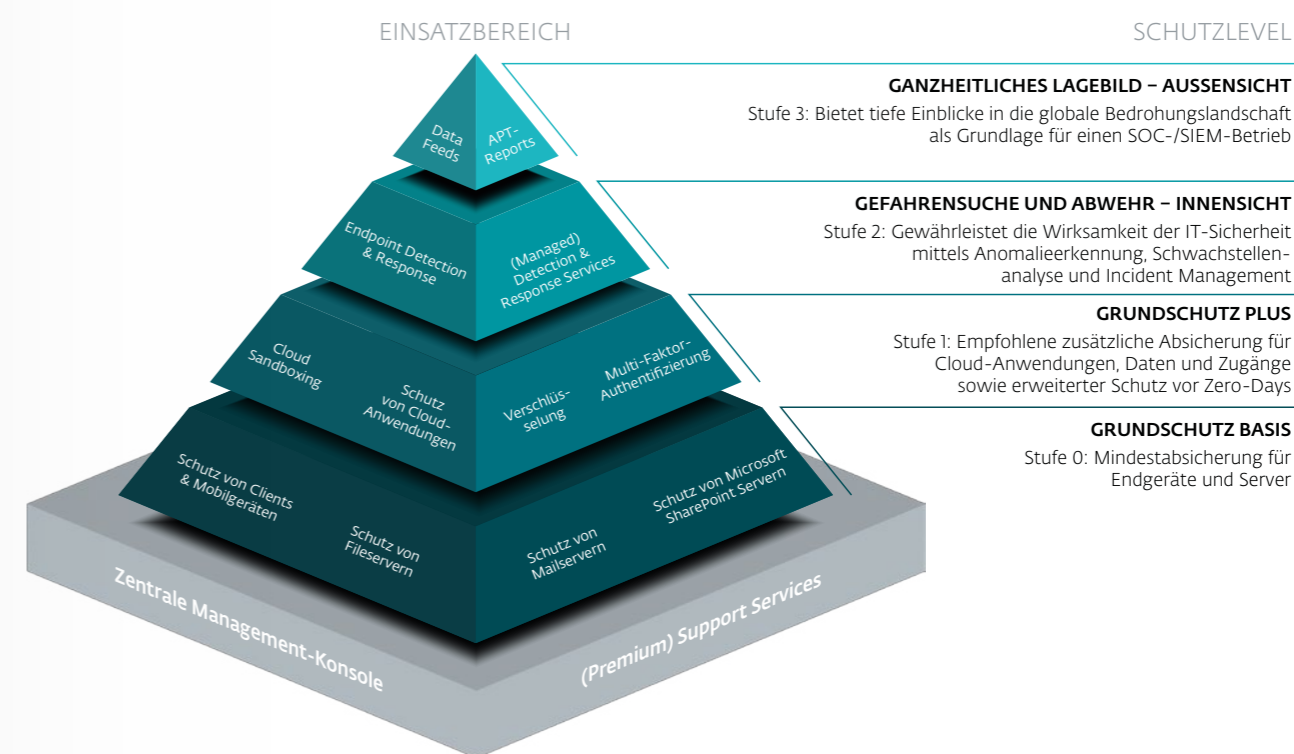 EINSATZBEREICH
SCHUTZLEVEL
GANZHEITLICHES LAGEBILD – AUSSENSICHT
Stufe 3: Bietet tiefe Einblicke in die globale Bedrohungslandschaft
als Grundlage für einen SOC-/SIEM-Betrieb
Data
Feeds
APT-
Reports
GEFAHRENSUCHE UND ABWEHR – INNENSICHT
Stufe 2: Gewährleistet die Wirksamkeit der IT-Sicherheit
mittels Anomalieerkennung, Schwachstellen-
analyse und Incident Management
Endpoint Detection
& Response
(Managed)
Detection &
Response Services
GRUNDSCHUTZ PLUS
Stufe 1: Empfohlene zusätzliche Absicherung für
Cloud-Anwendungen, Daten und Zugänge
sowie erweiterter Schutz vor Zero-Days
Cloud
Sandboxing
Schutz
von Cloud-
Anwendungen
Verschlüs-
selung
Multi-Faktor-
Authentifizierung
GRUNDSCHUTZ BASIS
Stufe 0: Mindestabsicherung für
Endgeräte und Server
Schutz von Clients
& Mobilgeräten
Schutz von
Fileservern
Schutz von
Mailservern
Schutz von Microsoft
SharePoint Servern
Zentrale Management-Konsole
(Premium) Support Services